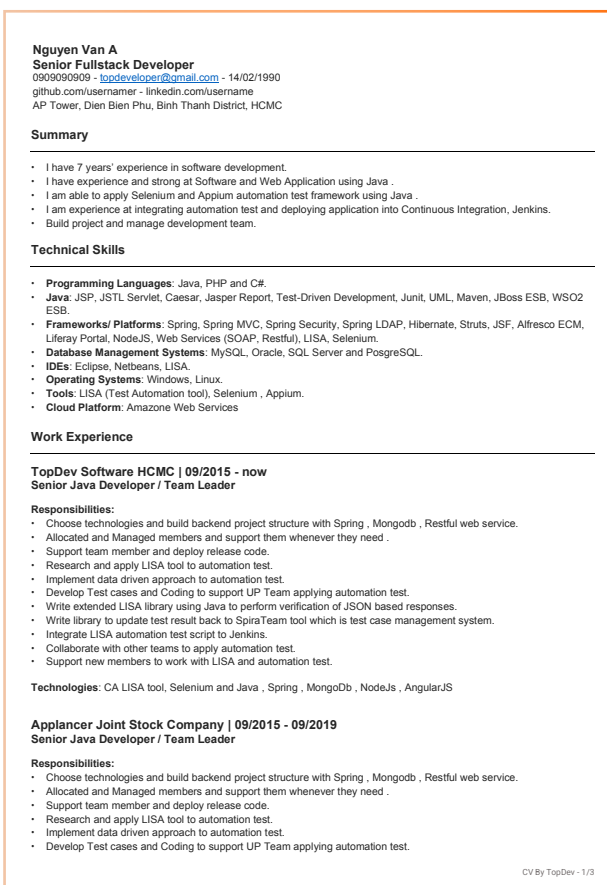 Nguyen Van A
Senior Fullstack Developer
0909090909 - topdeveloper@gmail.com - 14/02/1990
github.com/usernamer - linkedin.com/username
AP Tower, Dien Bien Phu, Binh Thanh District, HCMC
Summary
• I have 7 years' experience in software development.
• I have experience and strong at Software and Web Application using Java .
• I am able to apply Selenium and Appium automation test framework using Java .
• I am experience at integrating automation test and deploying application into Continuous Integration, Jenkins.
• Build project and manage development team.
Technical Skills
• Programming Languages: Java, PHP and C#.
• Java: JSP, JSTL Servlet, Caesar, Jasper Report, Test-Driven Development, Junit, UML, Maven, JBoss ESB, WSO2
ESB.
• Frameworks/ Platforms: Spring, Spring MVC, Spring Security, Spring LDAP, Hibernate, Struts, JSF, Alfresco ECM,
Liferay Portal, NodeJS, Web Services (SOAP, Restful), LISA, Selenium.
• Database Management Systems: MySQL, Oracle, SQL Server and PosgreSQL.
• IDEs: Eclipse, Netbeans, LISA.
• Operating Systems: Windows, Linux.
• Tools: LISA (Test Automation tool), Selenium , Appium.
• Cloud Platform: Amazone Web Services
Work Experience
TopDev Software HCMC | 09/2015 - now
Senior Java Developer / Team Leader
Responsibilities:
• Choose technologies and build backend project structure with Spring , Mongodb , Restful web service.
• Allocated and Managed members and support them whenever they need .
• Support team member and deploy release code.
• Research and apply LISA tool to automation test.
• Implement data driven approach to automation test.
• Develop Test cases and Coding to support UP Team applying automation test.
• Write extended LISA library using Java to perform verification of JSON based responses.
• Write library to update test result back to SpiraTeam tool which is test case management system.
• Integrate LISA automation test script to Jenkins.
• Collaborate with other teams to apply automation test.
• Support new members to work with LISA and automation test.
Technologies: CA LISA tool, Selenium and Java , Spring , MongoDb , NodeJs , AngularJS
Applancer Joint Stock Company | 09/2015 - 09/2019
Senior Java Developer / Team Leader
Responsibilities:
• Choose technologies and build backend project structure with Spring , Mongodb , Restful web service.
• Allocated and Managed members and support them whenever they need .
• Support team member and deploy release code.
• Research and apply LISA tool to automation test.
• Implement data driven approach to automation test.
• Develop Test cases and Coding to support UP Team applying automation test.
CV By TopDev - 1/3